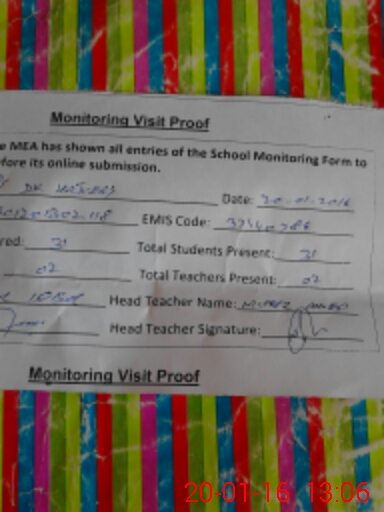 Monitoring Visit Proof
e MEA has shown all entries of the School Monitoring Form to
fore its online submission.
DK Date: 20-01-2016
EMIS Code:
red: 31 Total Students Present: 31
02 Total Teachers Present: 02
Head Teacher Name:
Head Teacher Signature:
Monitoring Visit Proof
20-01-16 13:06